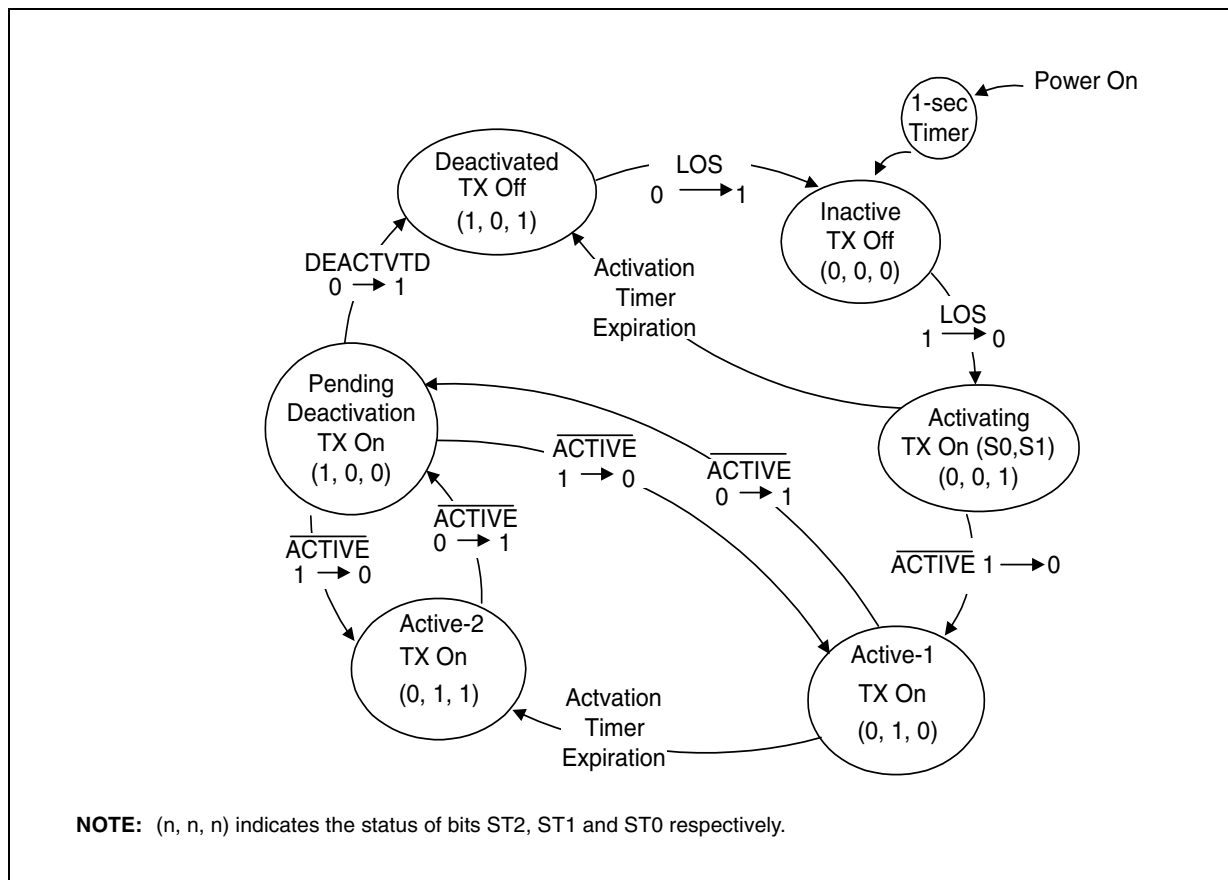 Power On
1-sec
Timer
Deactivated
TX Off
(1, 0, 1)
LOS
0 → 1
Inactive
TX Off
(0, 0, 0)
DEACTVTD
0 → 1
Activation
Timer
Expiration
LOS
1 → 0
Pending
Deactivation
TX On
(1, 0, 0)
Activating
TX On (S0,S1)
(0, 0, 1)
ACTIVE
1 → 0
ACTIVE
0 → 1
ACTIVE
0 → 1
ACTIVE
1 → 0
ACTIVE 1 → 0
Active-2
TX On
(0, 1, 1)
Active-1
TX On
(0, 1, 0)
Actvation
Timer
Expiration
NOTE: (n, n, n) indicates the status of bits ST2, ST1 and ST0 respectively.